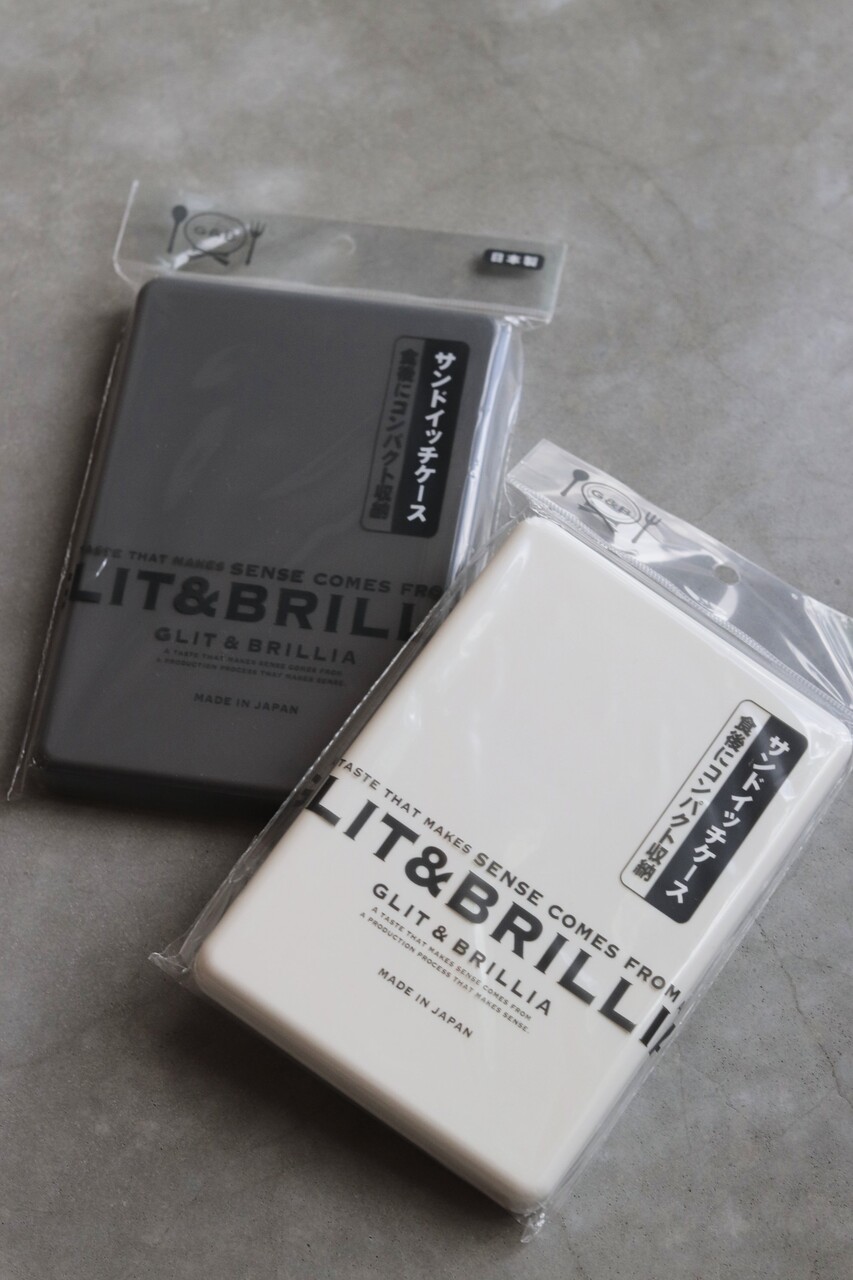 G&B
日本製
サンドイッチケース
食後にコンパクト収納
TASTE THAT MAKES SENSE COMES FRO
LIT&BRILL
GLIT & BRILLIA
A TASTE THAT MAKES SENSE COMES FROM
A PRODUCTION PROCESS THAT MAKES SENSE.
MADE IN JAPAN
G&B
サンドイッチケース
食後にコンパクト収納
TASTE THAT MAKES SENSE COMES FROM
LIT&BRILLIA
GLIT & BRILLIA
A TASTE THAT MAKES SENSE COMES FROM
A PRODUCTION PROCESS THAT MAKES SENSE.
MADE IN JAPAN